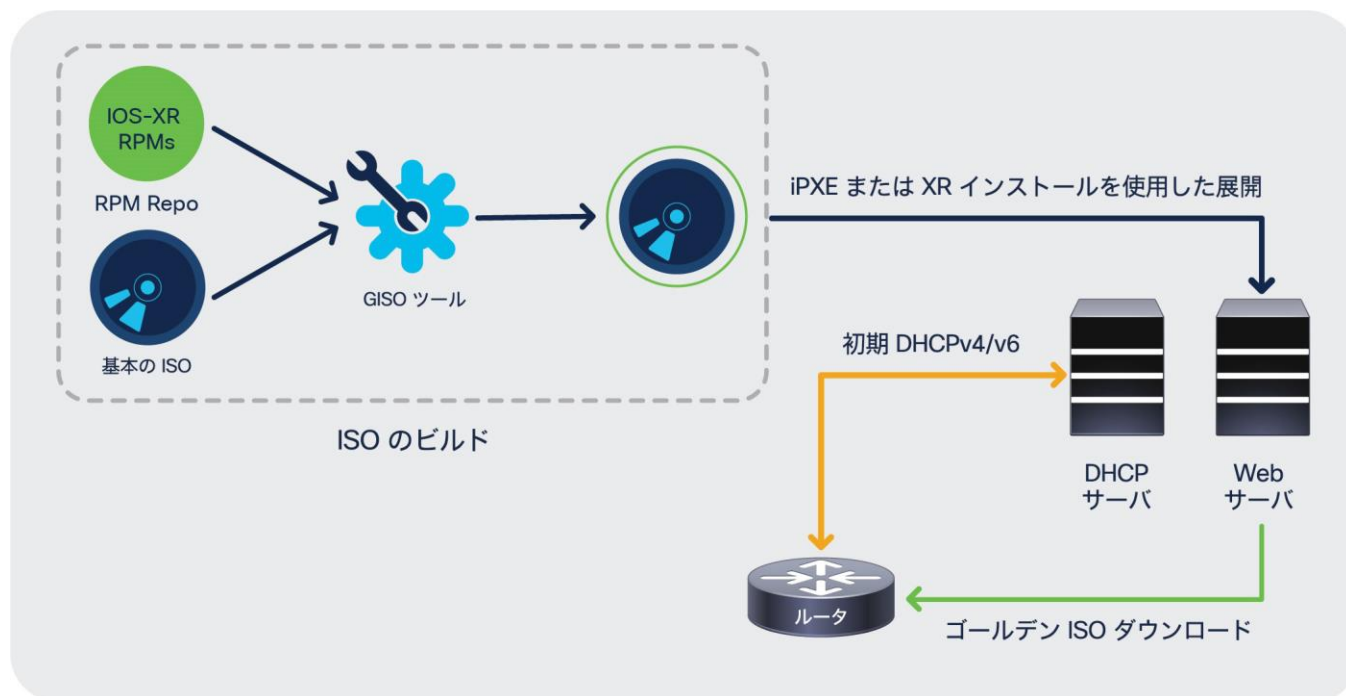 IOS-XR
RPMs
RPM Repo
基本の ISO
GISO ツール
ISO のビルド
iPXE または XR インストールを使用した展開
初期 DHCPv4/v6
DHCP
サーバ
Web
サーバ
ルータ
ゴールデン ISO ダウンロード